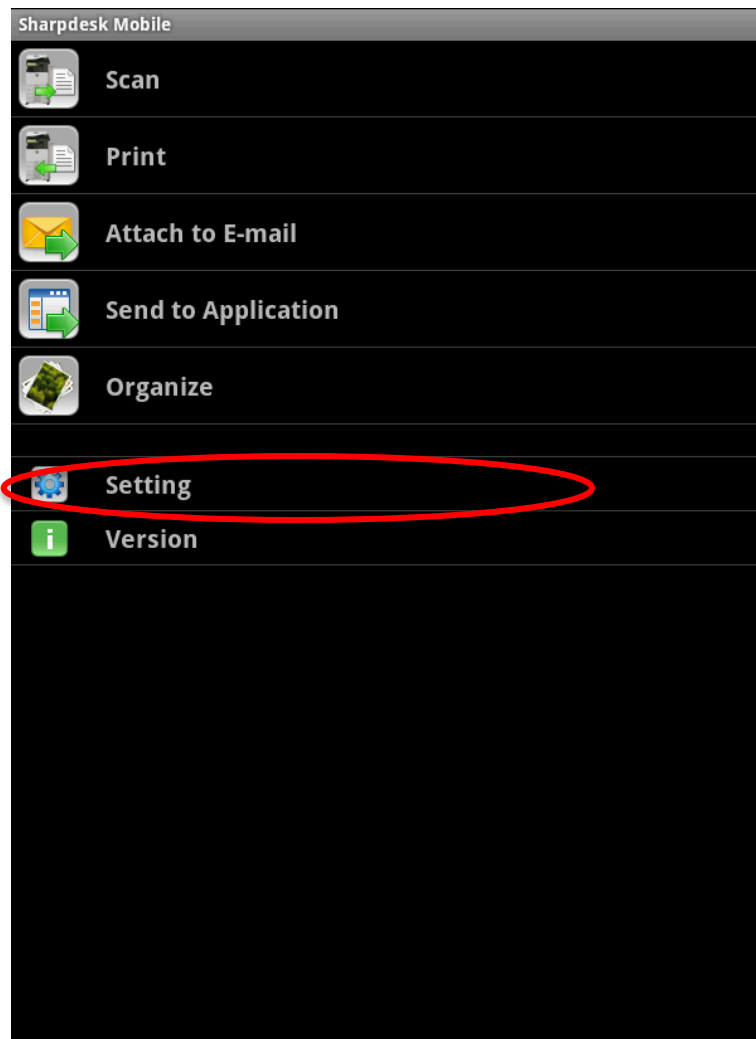 Sharpdesk Mobile
Scan
Print
Attach to E-mail
Send to Application
Organize
Setting
Version